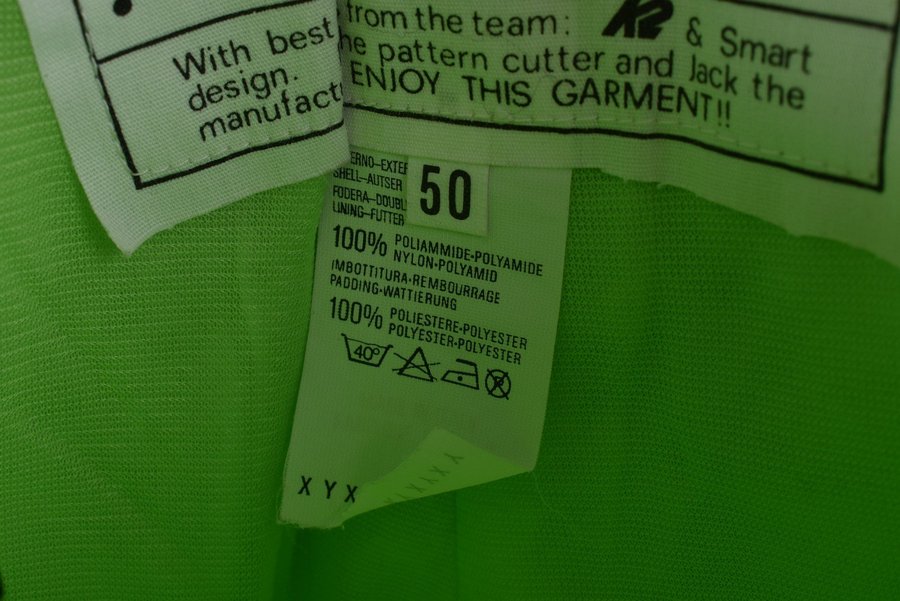 With best
design.
manufact
from the team: K2 & Smart
he pattern cutter and Jack the
ENJOY THIS GARMENT!!
ERNO–EXTER
SHELL–AUTSER
FODERA–DOUBL
LINING–FUTTER
50
100% POLIAMMIDE•POLYAMIDE
NYLON•POLYAMID
IMBOTTITURA•REMBOURRAGE
PADDING•WATTIERUNG
100% POLIESTERE•POLYESTER
POLYESTER•POLYESTER
40°
XYX